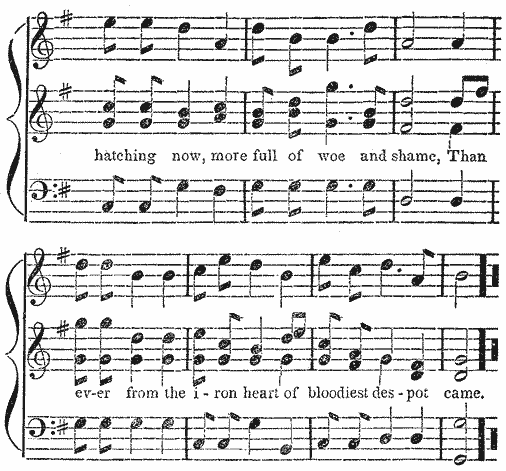 hatching now, more full of woe and shame, Than
ev-er from the i - ron heart of bloodiest des - pot came.